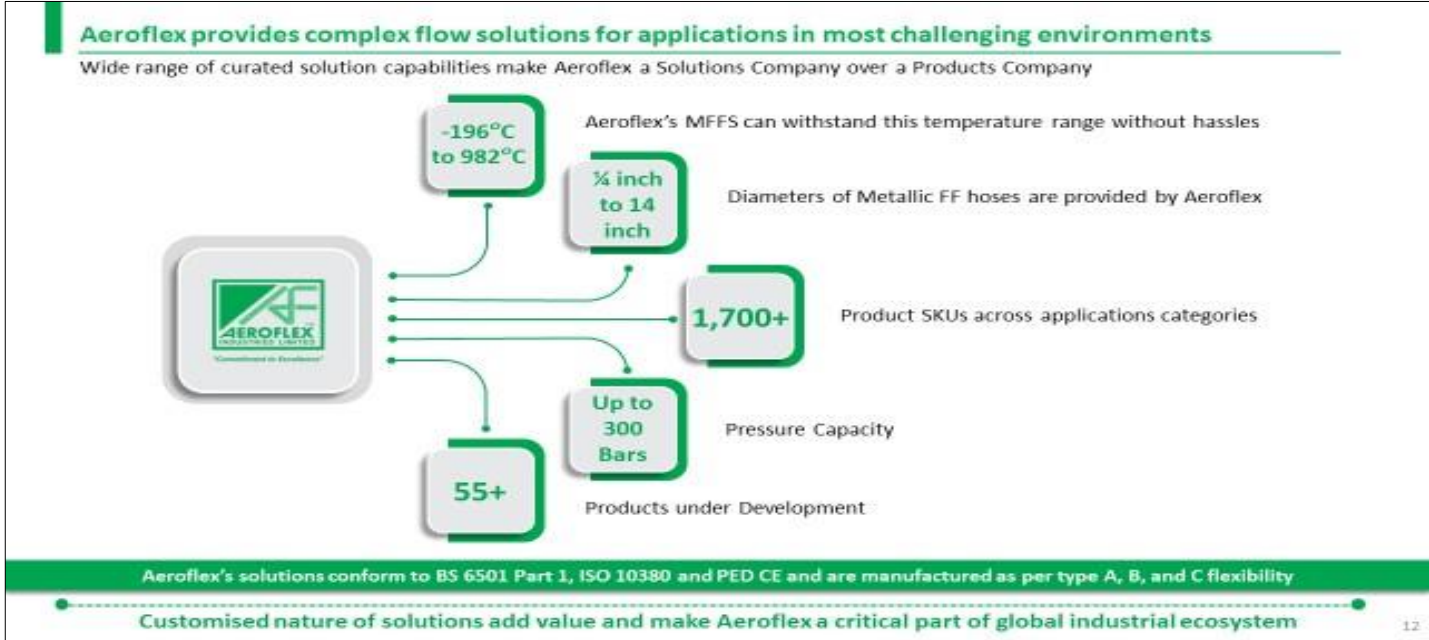 Aeroflex provides complex flow solutions for applications in most challenging environments
Wide range of curated solution capabilities make Aeroflex a Solutions Company over a Products Company
-196°C
to 982°C
Aeroflex's MFFS can withstand this temperature range without hassles
¼ inch
to 14
inch
Diameters of Metallic FF hoses are provided by Aeroflex
AEROFLEX
INDUSTRIES LIMITED
"Commitment to Excellence"
1,700+
Product SKUs across applications categories
Up to
300
Bars
Pressure Capacity
55+
Products under Development
Aeroflex's solutions conform to BS 6501 Part 1, ISO 10380 and PED CE and are manufactured as per type A, B, and C flexibility
Customised nature of solutions add value and make Aeroflex a critical part of global industrial ecosystem
12